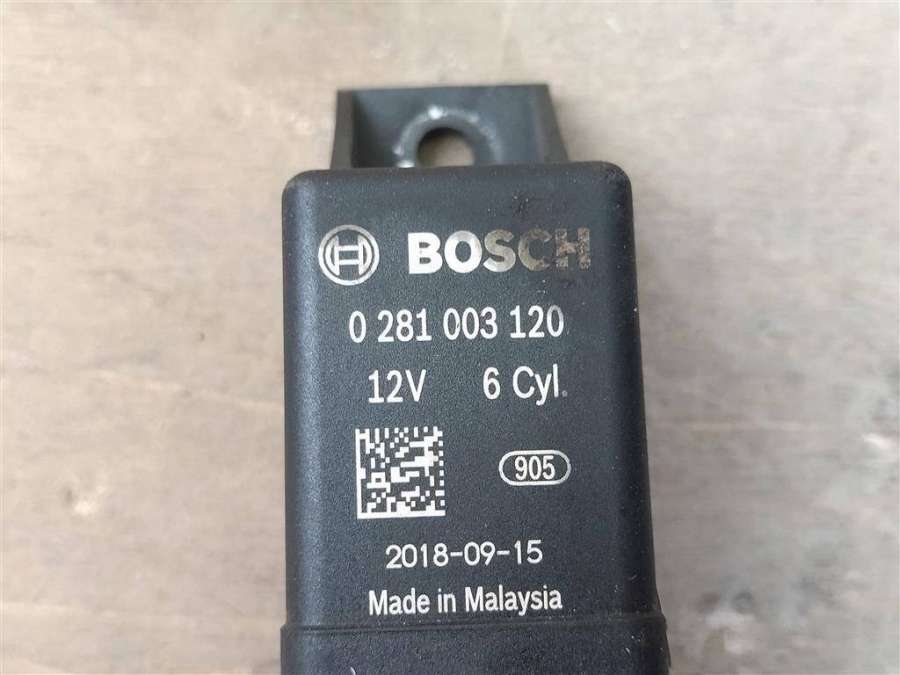 BOSCH
0 281 003 120
12V 6 Cyl.
905
2018-09-15
Made in Malaysia